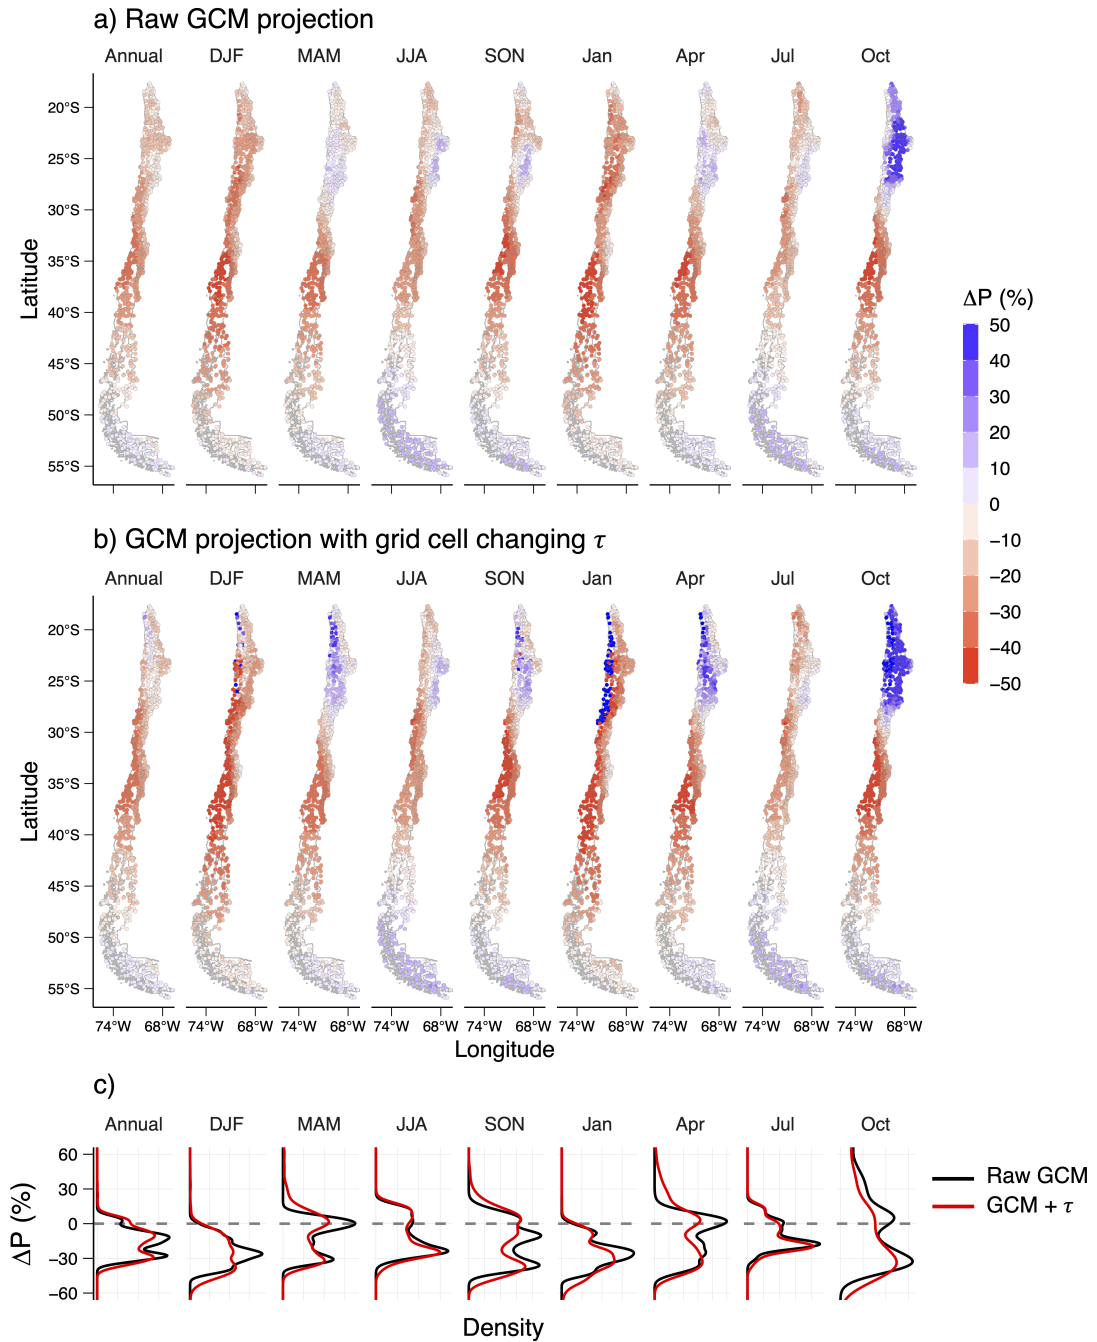 a) Raw GCM projection
Annual DJF MAM JJA SON Jan Apr Jul Oct
20°S
25°S
30°S
35°S
40°S
45°S
50°S
55°S
Latitude
ΔP (%)
50
40
30
20
10
0
−10
−20
−30
−40
−50
b) GCM projection with grid cell changing τ
Annual DJF MAM JJA SON Jan Apr Jul Oct
20°S
25°S
30°S
35°S
40°S
45°S
50°S
55°S
Latitude
74°W 68°W 74°W 68°W 74°W 68°W 74°W 68°W 74°W 68°W 74°W 68°W 74°W 68°W 74°W 68°W 74°W 68°W
Longitude
c)
Annual DJF MAM JJA SON Jan Apr Jul Oct
60
30
0
−30
−60
ΔP (%)
Density
Raw GCM
GCM + τ